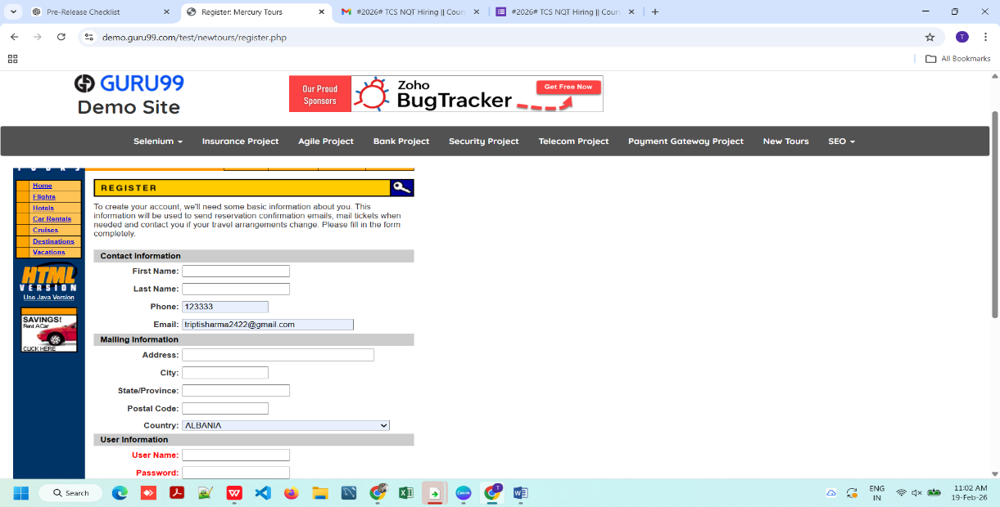 Pre-Release Checklist
Register: Mercury Tours
#2026# TCS NQT Hiring || Cour
#2026# TCS NQT Hiring || Cour
demo.guru99.com/test/newtours/register.php
T
All Bookmarks
GURU99
Demo Site
Our Proud
Sponsors
Zoho
BugTracker
Get Free Now
Selenium
Insurance Project
Agile Project
Bank Project
Security Project
Telecom Project
Payment Gateway Project
New Tours
SEO
Home
Flights
Hotels
Car Rentals
Cruises
Destinations
Vacations
HTML
VERSION
Use Java Version
SAVINGS!
Rent A Car
CLICK HERE
REGISTER
To create your account, we'll need some basic information about you. This
information will be used to send reservation confirmation emails, mail tickets when
needed and contact you if your travel arrangements change. Please fill in the form
completely.
Contact Information
First Name:
Last Name:
Phone: 123333
Email: triptisharma2422@gmail.com
Mailing Information
Address:
City:
State/Province:
Postal Code:
Country: ALBANIA
User Information
User Name:
Password:
Search
ENG
IN
11:02 AM
19-Feb-26